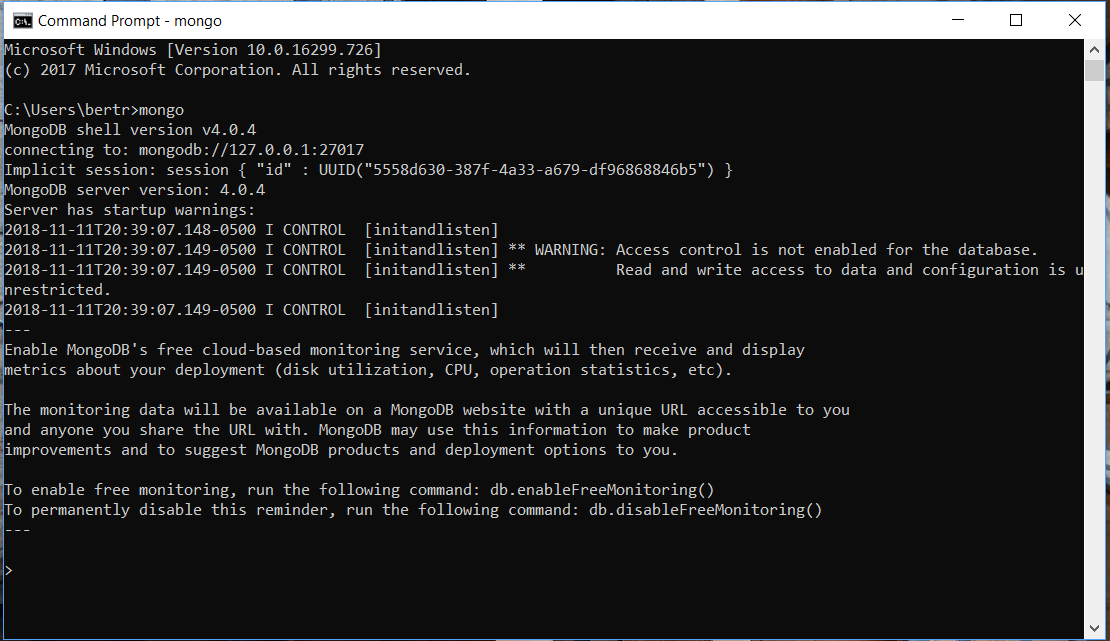 Command Prompt - mongo
Microsoft Windows [Version 10.0.16299.726]
(c) 2017 Microsoft Corporation. All rights reserved.
C:\Users\bertr>mongo
MongoDB shell version v4.0.4
connecting to: mongodb://127.0.0.1:27017
Implicit session: session { "id" : UUID("5558d630-387f-4a33-a679-df96868846b5") }
MongoDB server version: 4.0.4
Server has startup warnings:
2018-11-11T20:39:07.148-0500 I CONTROL  [initandlisten]
2018-11-11T20:39:07.149-0500 I CONTROL  [initandlisten] ** WARNING: Access control is not enabled for the database.
2018-11-11T20:39:07.149-0500 I CONTROL  [initandlisten] **          Read and write access to data and configuration is u
nrestricted.
2018-11-11T20:39:07.149-0500 I CONTROL  [initandlisten]
---
Enable MongoDB's free cloud-based monitoring service, which will then receive and display
metrics about your deployment (disk utilization, CPU, operation statistics, etc).
The monitoring data will be available on a MongoDB website with a unique URL accessible to you
and anyone you share the URL with. MongoDB may use this information to make product
improvements and to suggest MongoDB products and deployment options to you.
To enable free monitoring, run the following command: db.enableFreeMonitoring()
To permanently disable this reminder, run the following command: db.disableFreeMonitoring()
---
>